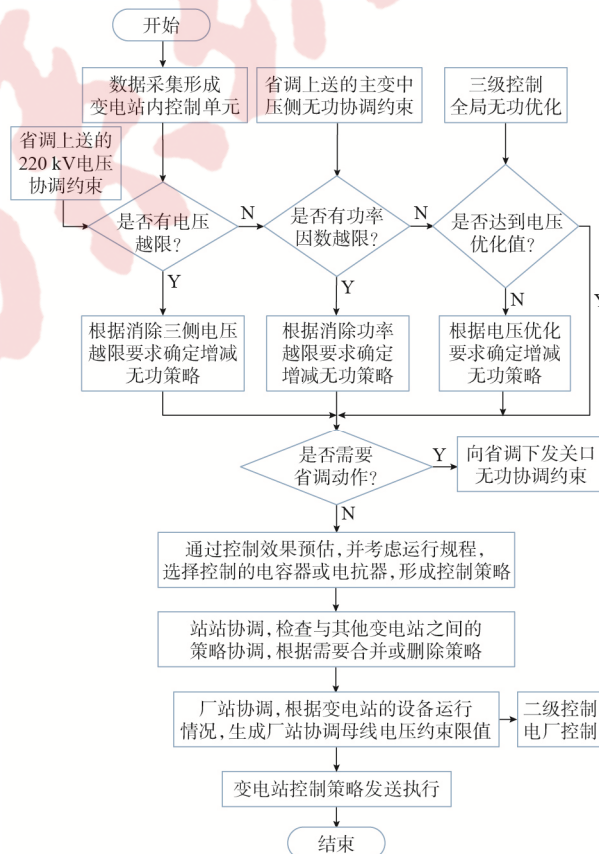 开始
数据采集形成
变电站内控制单元
省调上送的主变中
压侧无功协调约束
三级控制
全局无功优化
省调上送的
220 kV电压
协调约束
是否有电压
越限?
N
是否有功率
因数越限?
N
是否达到电压
优化值?
Y
Y
N
Y
根据消除三侧电压
越限要求确定增减
无功策略
根据消除功率
越限要求确定
增减无功策略
根据电压优化
要求确定增减
无功策略
是否需要
省调动作?
Y
向省调下发关口
无功协调约束
N
通过控制效果预估,并考虑运行规程,
选择控制的电容器或电抗器,形成控制策略
站站协调,检查与其他变电站之间的
策略协调,根据需要合并或删除策略
厂站协调,根据变电站的设备运行
情况,生成厂站协调母线电压约束限值
二级控制
电厂控制
变电站控制策略发送执行
结束